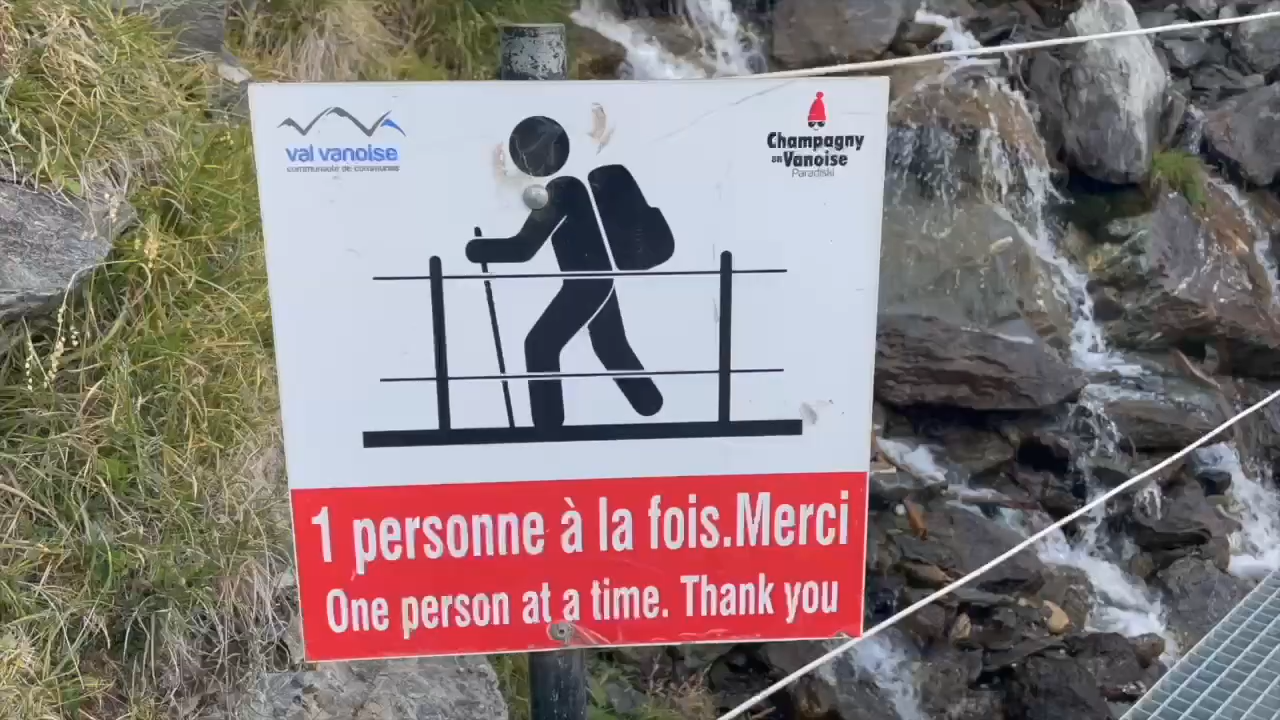 val vanoise
communauté de communes
Champagny
en Vanoise
Paradiski
1 personne à la fois.Merci
One person at a time. Thank you